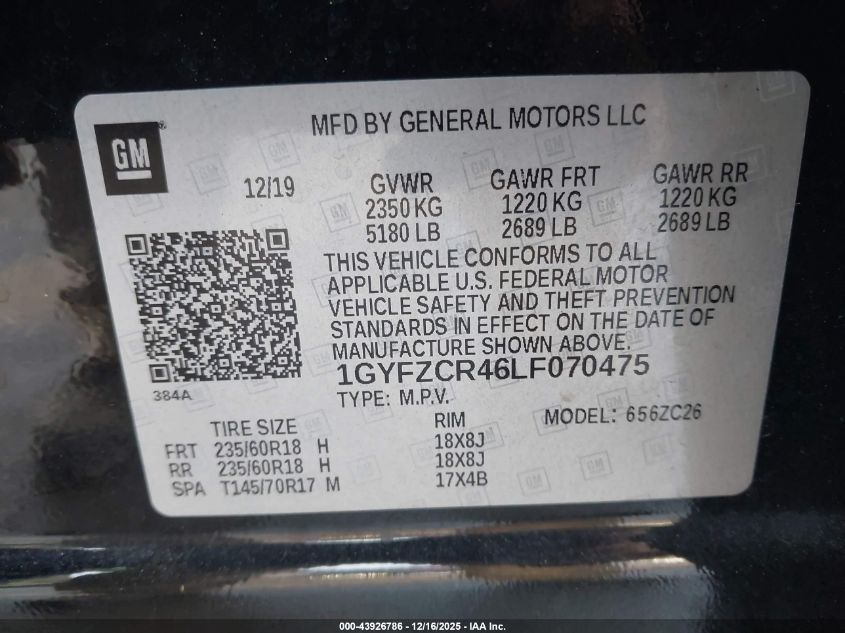 MFD BY GENERAL MOTORS LLC
GM®
12/19
GVWR GAWR FRT GAWR RR
2350 KG 1220 KG 1220 KG
5180 LB 2689 LB 2689 LB
THIS VEHICLE CONFORMS TO ALL
APPLICABLE U.S. FEDERAL MOTOR
VEHICLE SAFETY AND THEFT PREVENTION
STANDARDS IN EFFECT ON THE DATE OF
MANUFACTURE SHOWN ABOVE.
1GYFZCR46LF070475
384A
TYPE: M.P.V. MODEL: 656ZC26
TIRE SIZE RIM
FRT 235/60R18 H 18X8J
RR 235/60R18 H 18X8J
SPA T145/70R17 M 17X4B
000-43926786 - 12/16/2025 - IAA Inc.